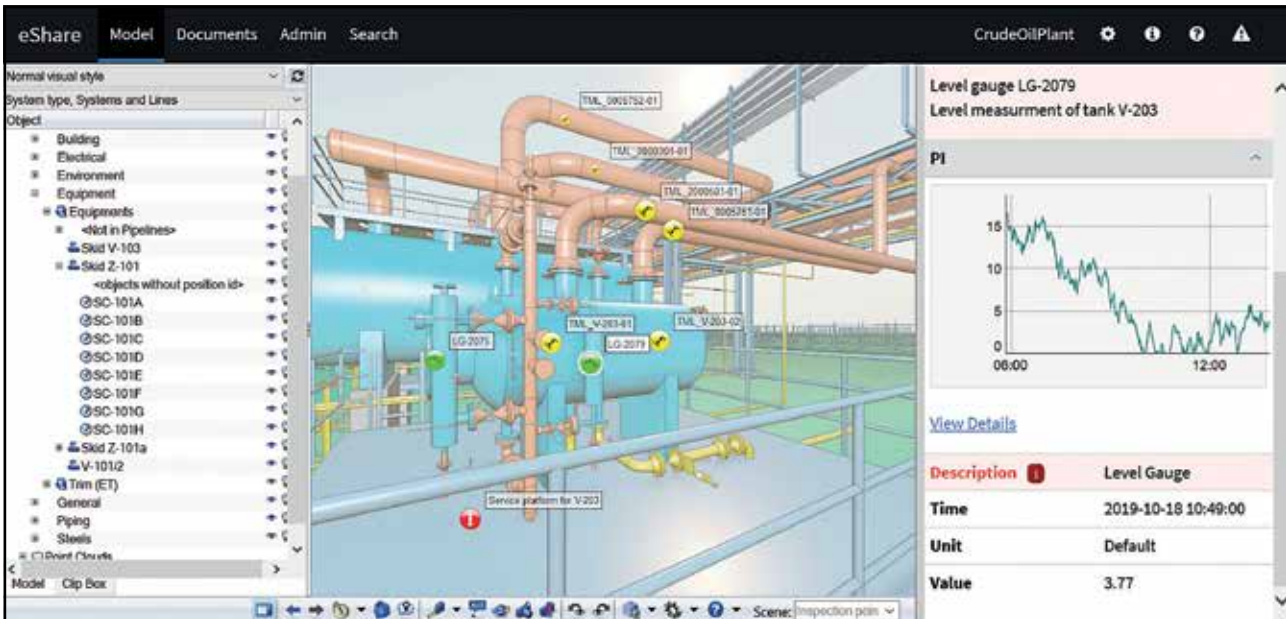 eShare Model Documents Admin Search CrudeOilPlant
Normal visual style
System type, Systems and Lines
Object
Building
Electrical
Environment
Equipment
Equipments
<Not in Pipelines>
Skid V-103
Skid Z-101
<objects without position id>
SC-101A
SC-101B
SC-101C
SC-101D
SC-101E
SC-101F
SC-101G
SC-101H
Skid Z-101a
V-101/2
Trim (ET)
General
Piping
Steels
Point Clouds
Model Clip Box
TML_0005752-01
TML_2000501-01
TML_V-203-01
TML_V-203-02
LG-2075
LG-2079
Service platform for V-203
Scene: Inspection poin
Level gauge LG-2079
Level measurment of tank V-203
PI
15
10
5
0
06:00 12:00
View Details
Description Level Gauge
Time 2019-10-18 10:49:00
Unit Default
Value 3.77